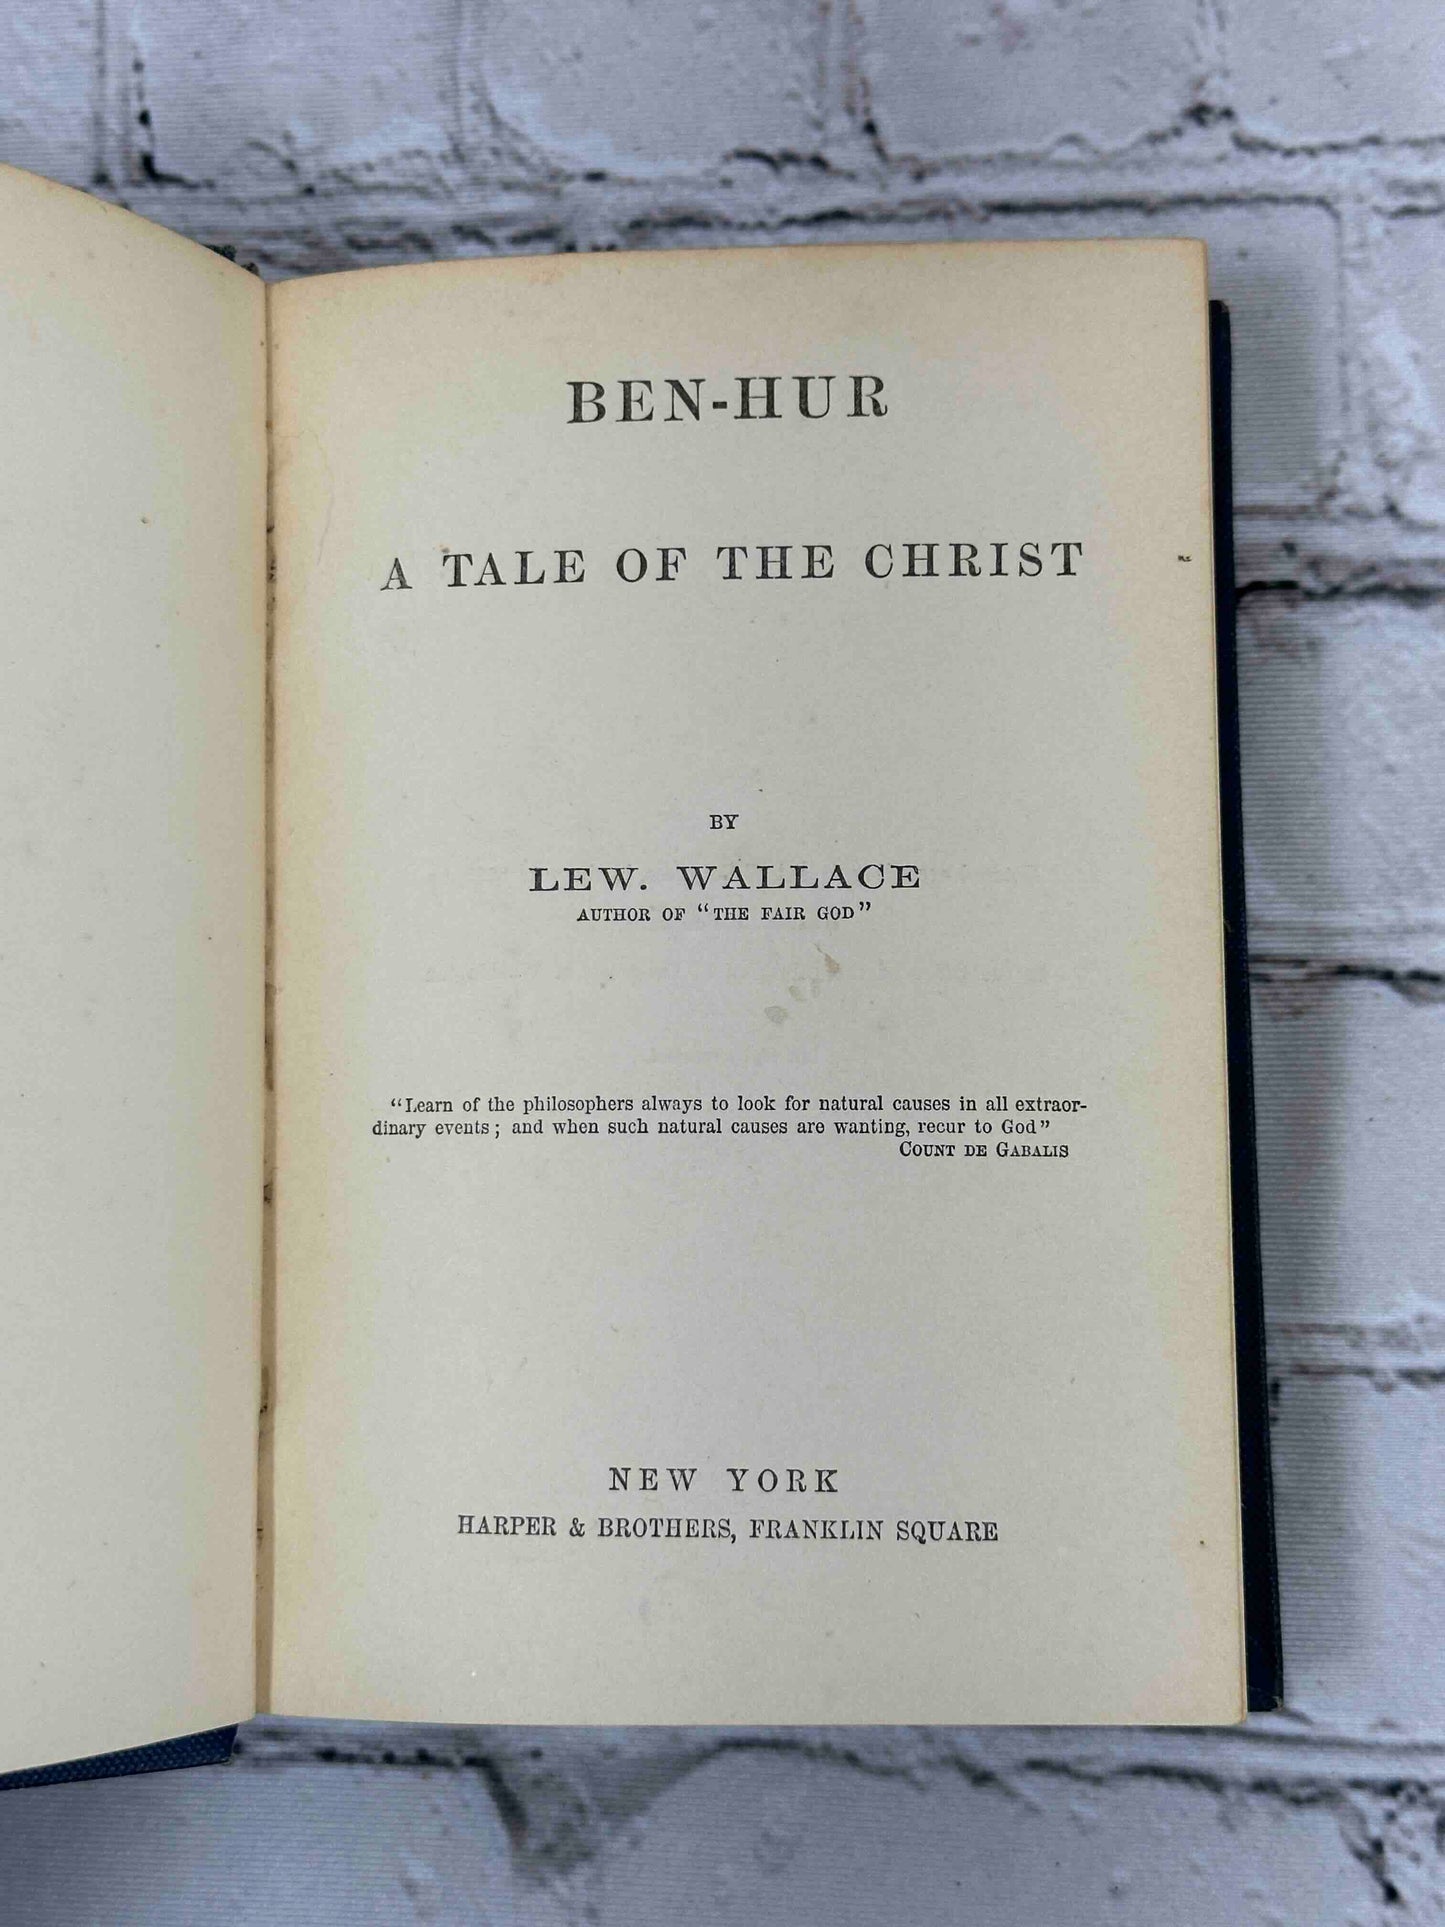 BEN-HUR
A TALE OF THE CHRIST
BY
LEW. WALLACE
AUTHOR OF “THE FAIR GOD”
“Learn of the philosophers always to look for natural causes in all extraor-
dinary events; and when such natural causes are wanting, recur to God”
COUNT DE GABALIS
NEW YORK
HARPER & BROTHERS, FRANKLIN SQUARE